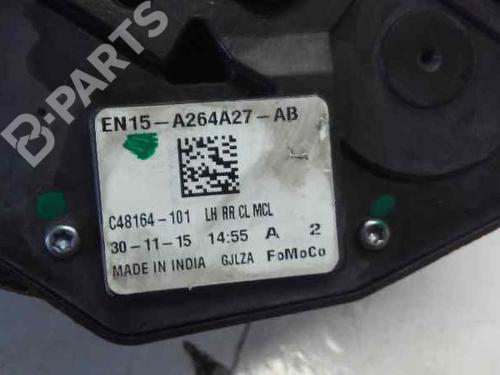 B-PARTS
EN15-A264A27-AB
C48164-101 LH RR CL MCL
30-11-15 14:55 A 2
MADE IN INDIA GJLZA FoMoCo